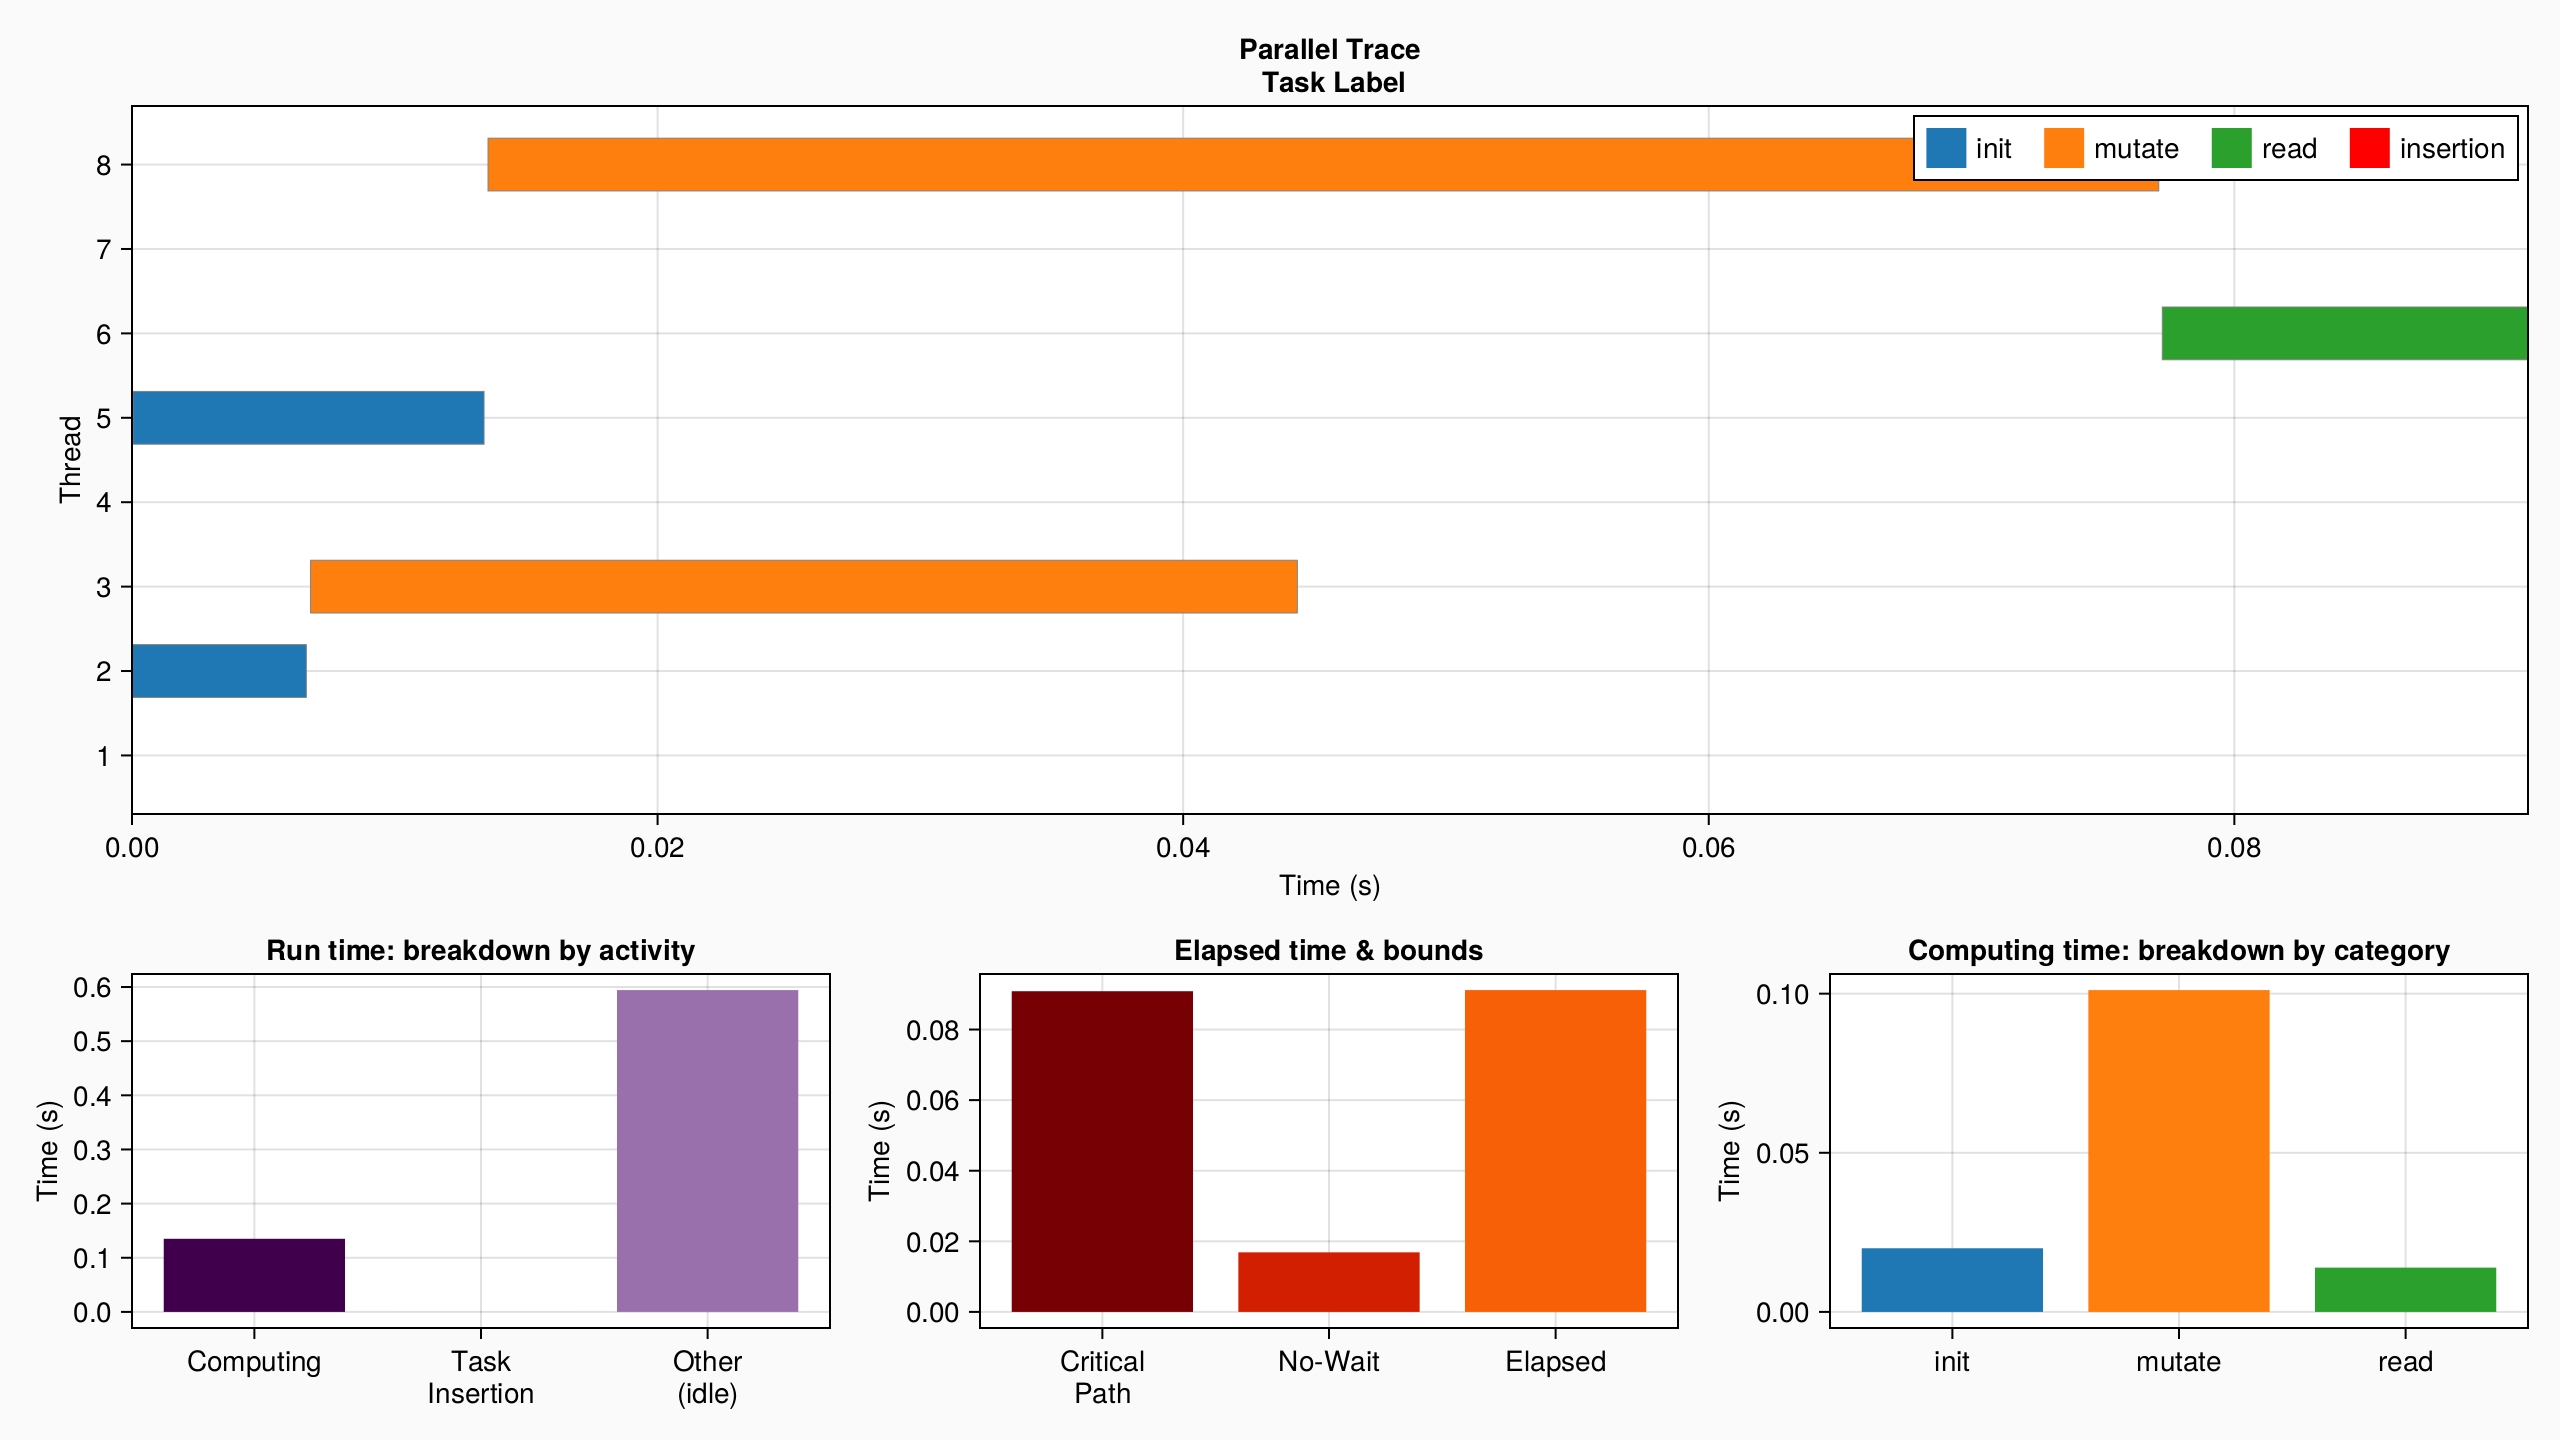 Parallel Trace
Task Label
init mutate read insertion
8
7
6
5
4
3
2
1
Thread
0.00 0.02 0.04 0.06 0.08
Time (s)
Run time: breakdown by activity
0.6
0.5
0.4
0.3
0.2
0.1
0.0
Time (s)
Computing
Task
Insertion
Other
(idle)
Elapsed time & bounds
0.08
0.06
0.04
0.02
0.00
Time (s)
Critical
Path
No-Wait
Elapsed
Computing time: breakdown by category
0.10
0.05
0.00
Time (s)
init mutate read